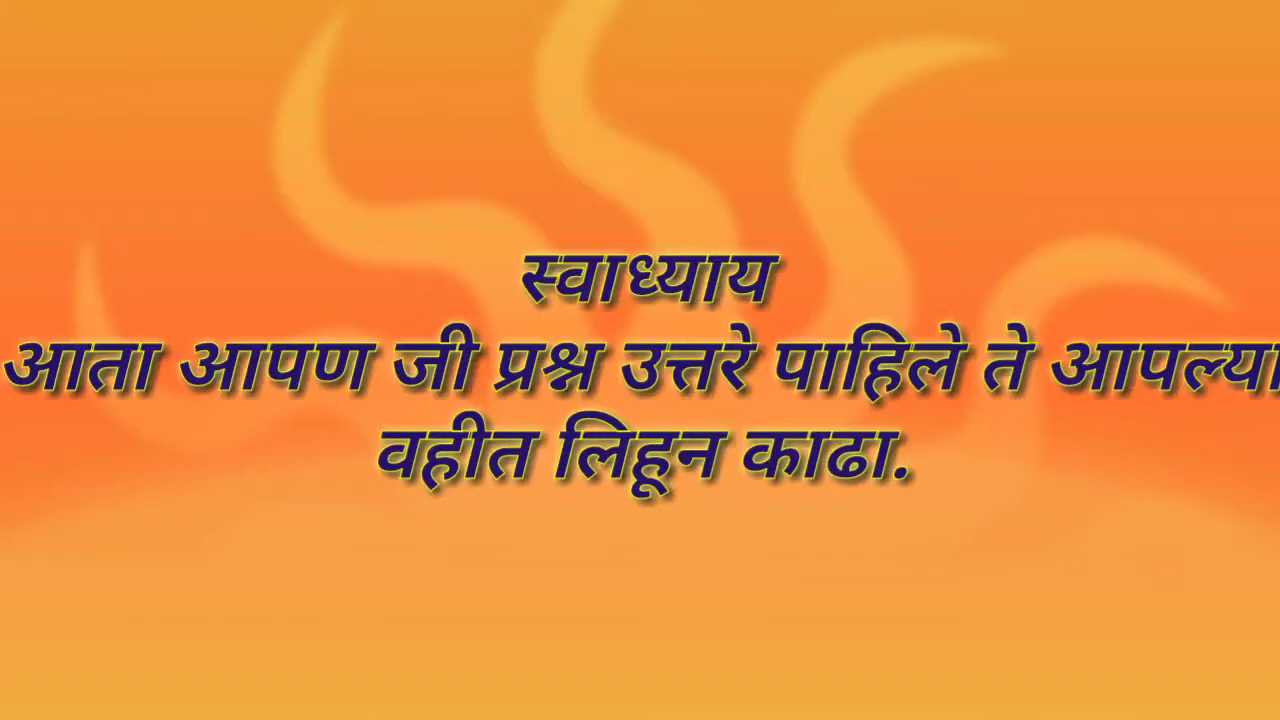 स्वाध्याय
आता आपण जी प्रश्न उत्तरे पाहिले ते आपल्या
वहीत लिहून काढा.